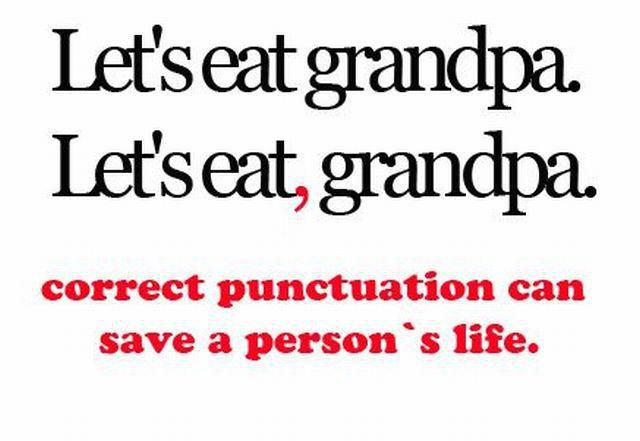 Let's eat grandpa.
Let's eat, grandpa.
correct punctuation can
save a person`s life.